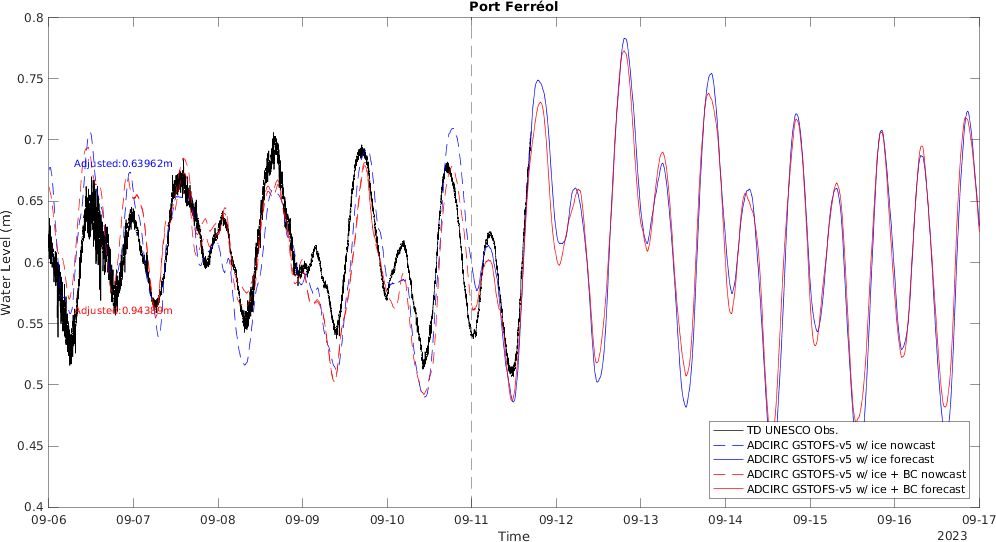 Port Ferréol
0.8
0.75
0.7
0.65
0.6
0.55
0.5
0.45
0.4
Water Level (m)
Adjusted:0.63962m
Adjusted:0.94389m
TD UNESCO Obs.
ADCIRC GSTOFS-v5 w/ ice nowcast
ADCIRC GSTOFS-v5 w/ ice forecast
ADCIRC GSTOFS-v5 w/ ice + BC nowcast
ADCIRC GSTOFS-v5 w/ ice + BC forecast
09-06 09-07 09-08 09-09 09-10 09-11 09-12 09-13 09-14 09-15 09-16 09-17
Time
2023